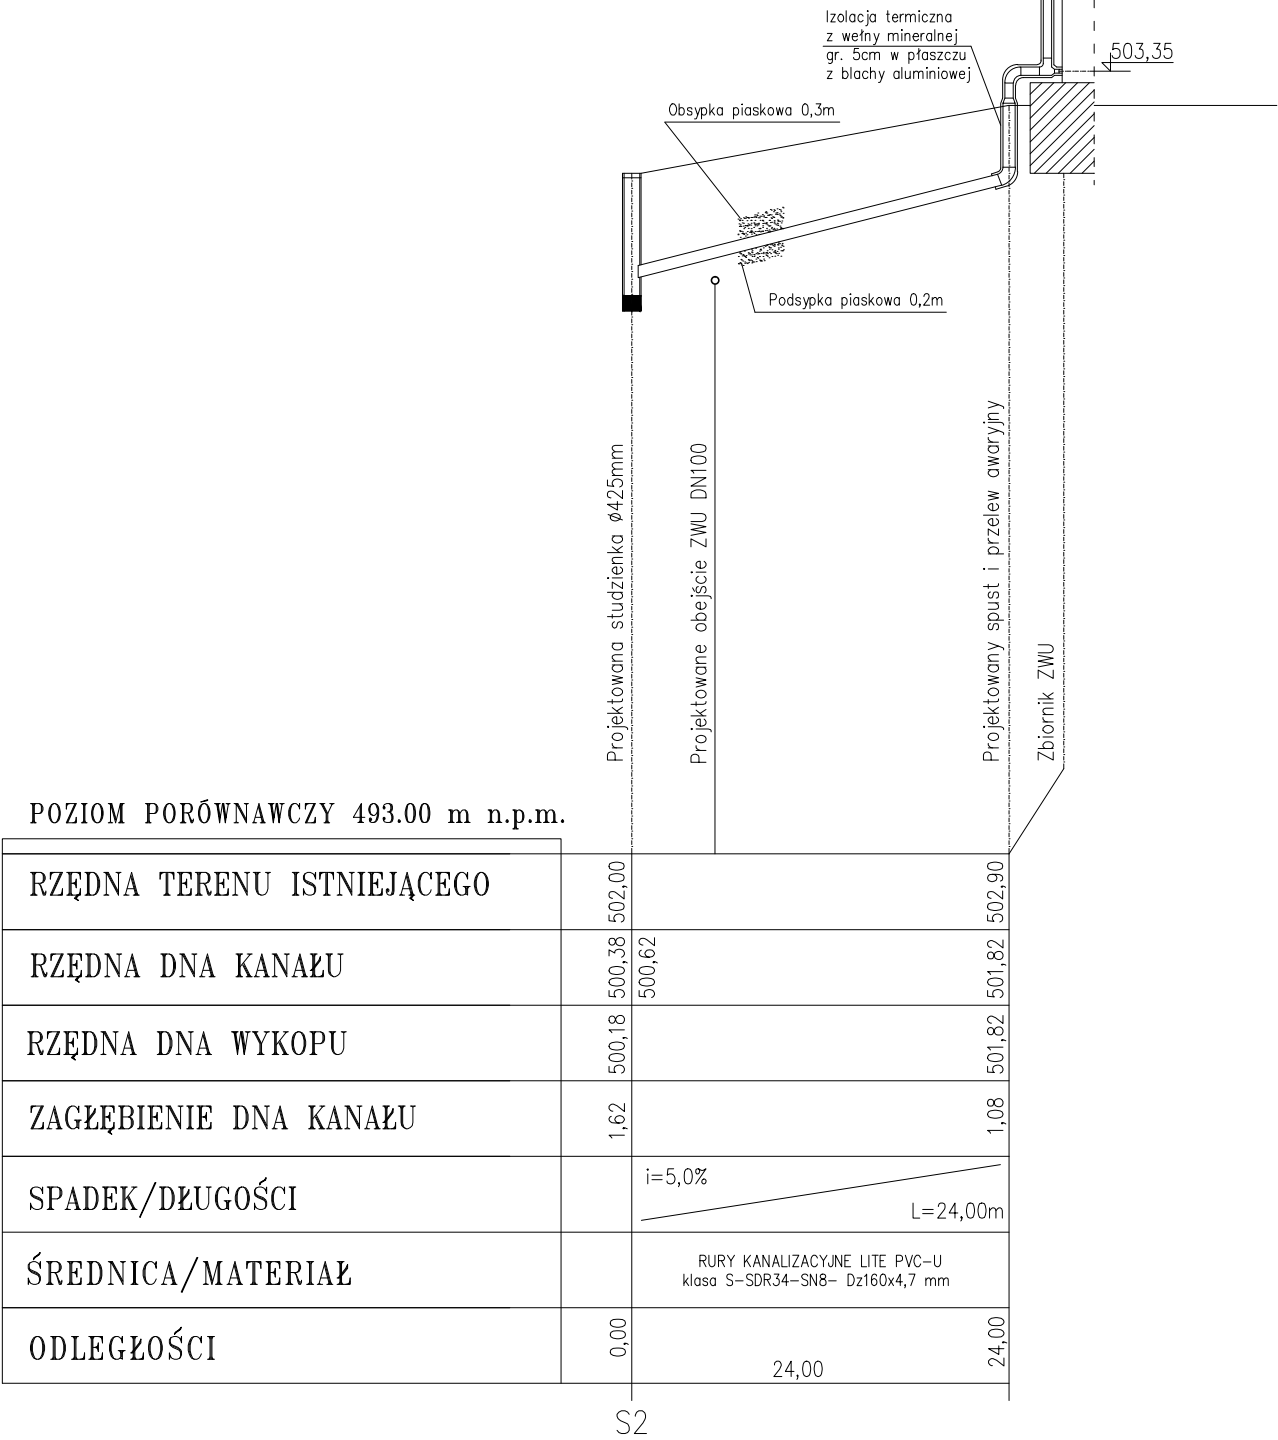 Izolacja termiczna
z wełny mineralnej
gr. 5cm w płaszczu
z blachy aluminiowej
503,35
Obsypka piaskowa 0,3m
Podsypka piaskowa 0,2m
Projektowana studzienka ø425mm
Projektowane obejście ZWU DN100
Projektowany spust i przelew awaryjny
Zbiornik ZWU
POZIOM PORÓWNAWCZY 493.00 m n.p.m.
RZĘDNA TERENU ISTNIEJĄCEGO
502,00
502,90
RZĘDNA DNA KANAŁU
500,38
500,62
501,82
RZĘDNA DNA WYKOPU
500,18
501,82
ZAGŁĘBIENIE DNA KANAŁU
1,62
1,08
SPADEK/DŁUGOŚCI
i=5,0%
L=24,00m
ŚREDNICA/MATERIAŁ
RURY KANALIZACYJNE LITE PVC-U
klasa S-SDR34-SN8- Dz160x4,7 mm
ODLEGŁOŚCI
0,00
24,00
24,00
S2